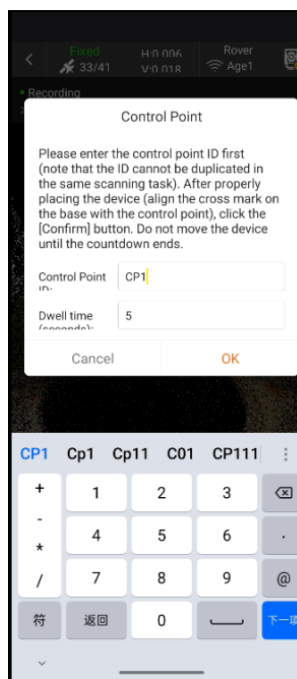 Fixed H:0.006 Rover
33/41 V:0.018 Age1
Recording
Control Point
Please enter the control point ID first
(note that the ID cannot be duplicated in
the same scanning task). After properly
placing the device (align the cross mark on
the base with the control point), click the
[Confirm] button. Do not move the device
until the countdown ends.
Control Point CP1
ID:
Dwell time 5
(seconds):
Cancel OK
CP1 Cp1 Cp11 C01 CP111
+ 1 2 3
-
* 4 5 6 .
/ 7 8 9 @
符 返回 0 下一项